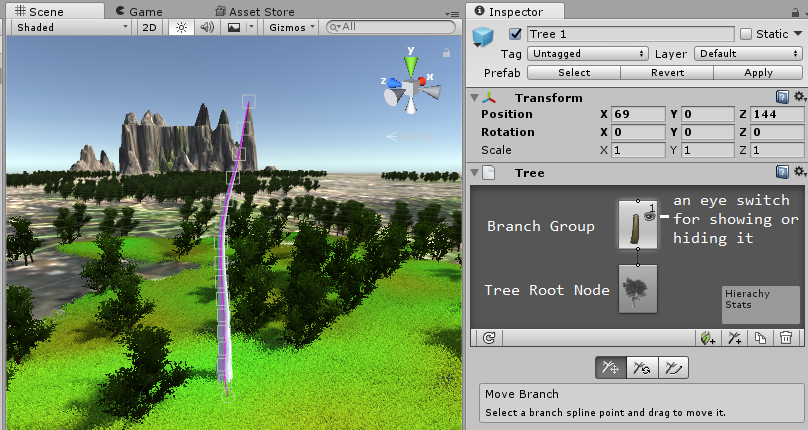 Scene Game Asset Store
Shaded 2D Gizmos All
y
z x
Inspector
Tree 1 Static
Tag Untagged Layer Default
Prefab Select Revert Apply
Transform
Position X 69 Y 0 Z 144
Rotation X 0 Y 0 Z 0
Scale X 1 Y 1 Z 1
Tree
Branch Group
1
an eye switch
for showing or
hiding it
Tree Root Node
Hierachy
Stats
Move Branch
Select a branch spline point and drag to move it.